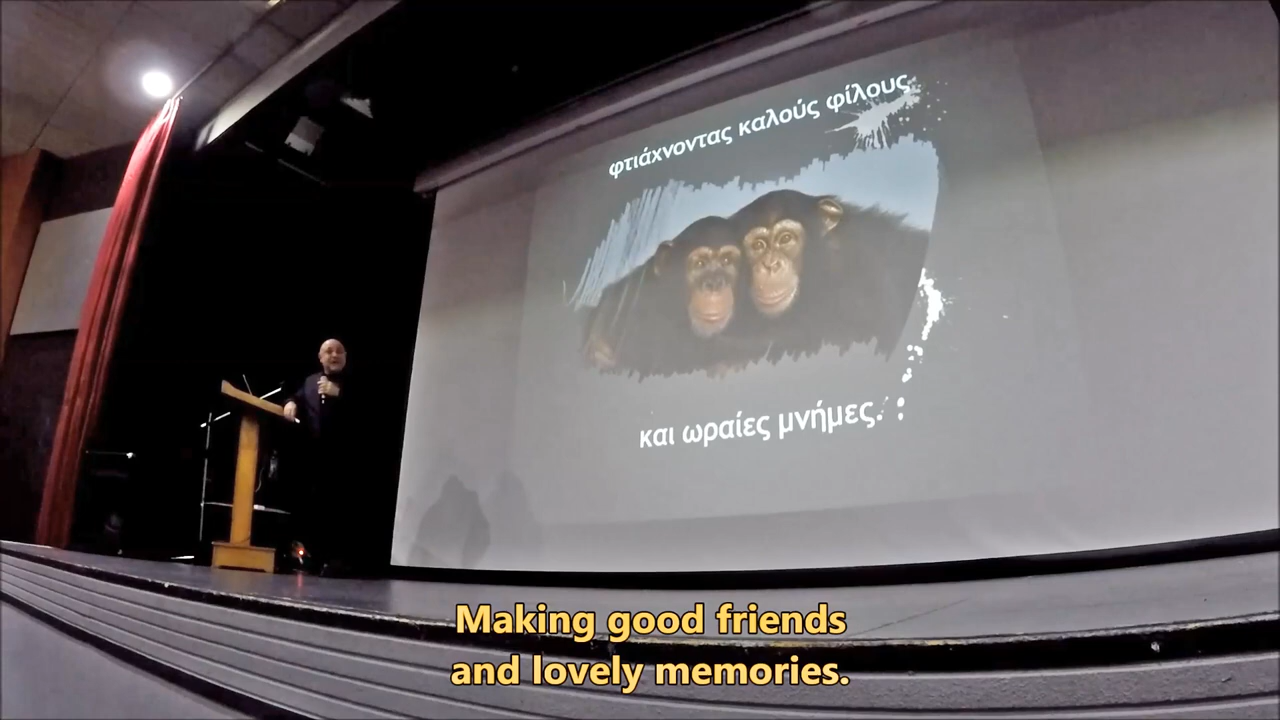 φτιάχνοντας καλούς φίλους
και ωραίες μνήμες.
Making good friends
and lovely memories.